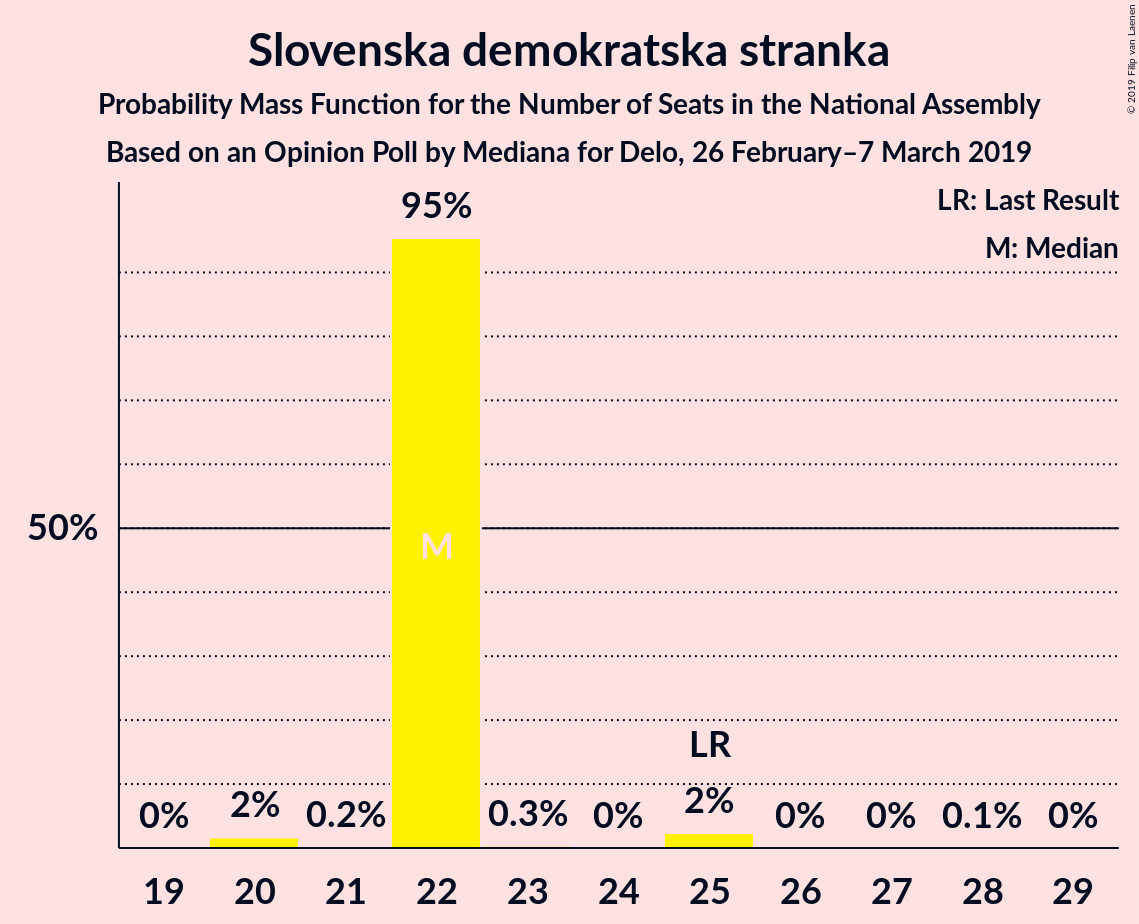 Slovenska demokratska stranka
Probability Mass Function for the Number of Seats in the National Assembly
Based on an Opinion Poll by Mediana for Delo, 26 February–7 March 2019
© 2019 Filip van Laenen
LR: Last Result
M: Median
95%
50%
M
LR
0% 2% 0.2% 0.3% 0% 2% 0% 0% 0.1% 0%
19 20 21 22 23 24 25 26 27 28 29